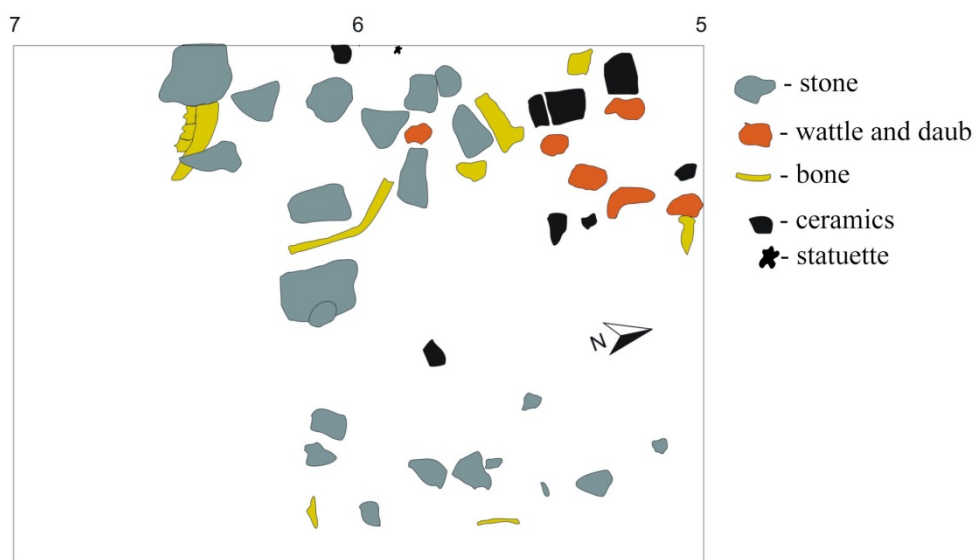 7 6 5
- stone
- wattle and daub
- bone
- ceramics
- statuette
N